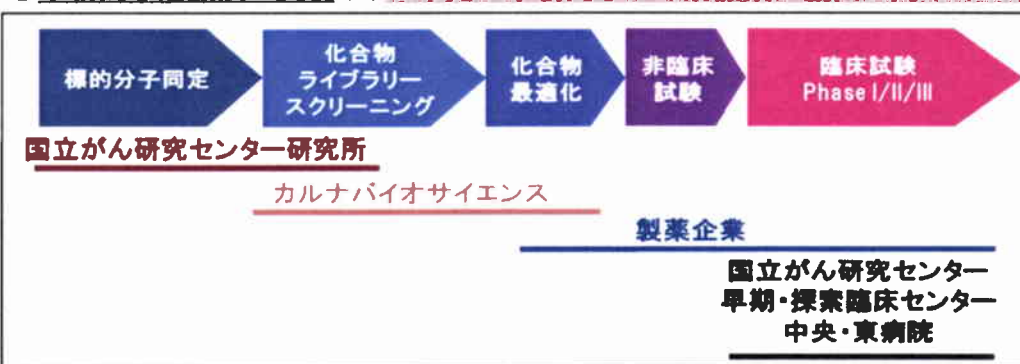 標的分子同定
化合物
ライブラリー
スクリーニング
化合物
最適化
非臨床
試験
臨床試験
Phase I/II/III
国立がん研究センター研究所
カルナバイオサイエンス
製薬企業
国立がん研究センター
早期・探索臨床センター
中央・東病院